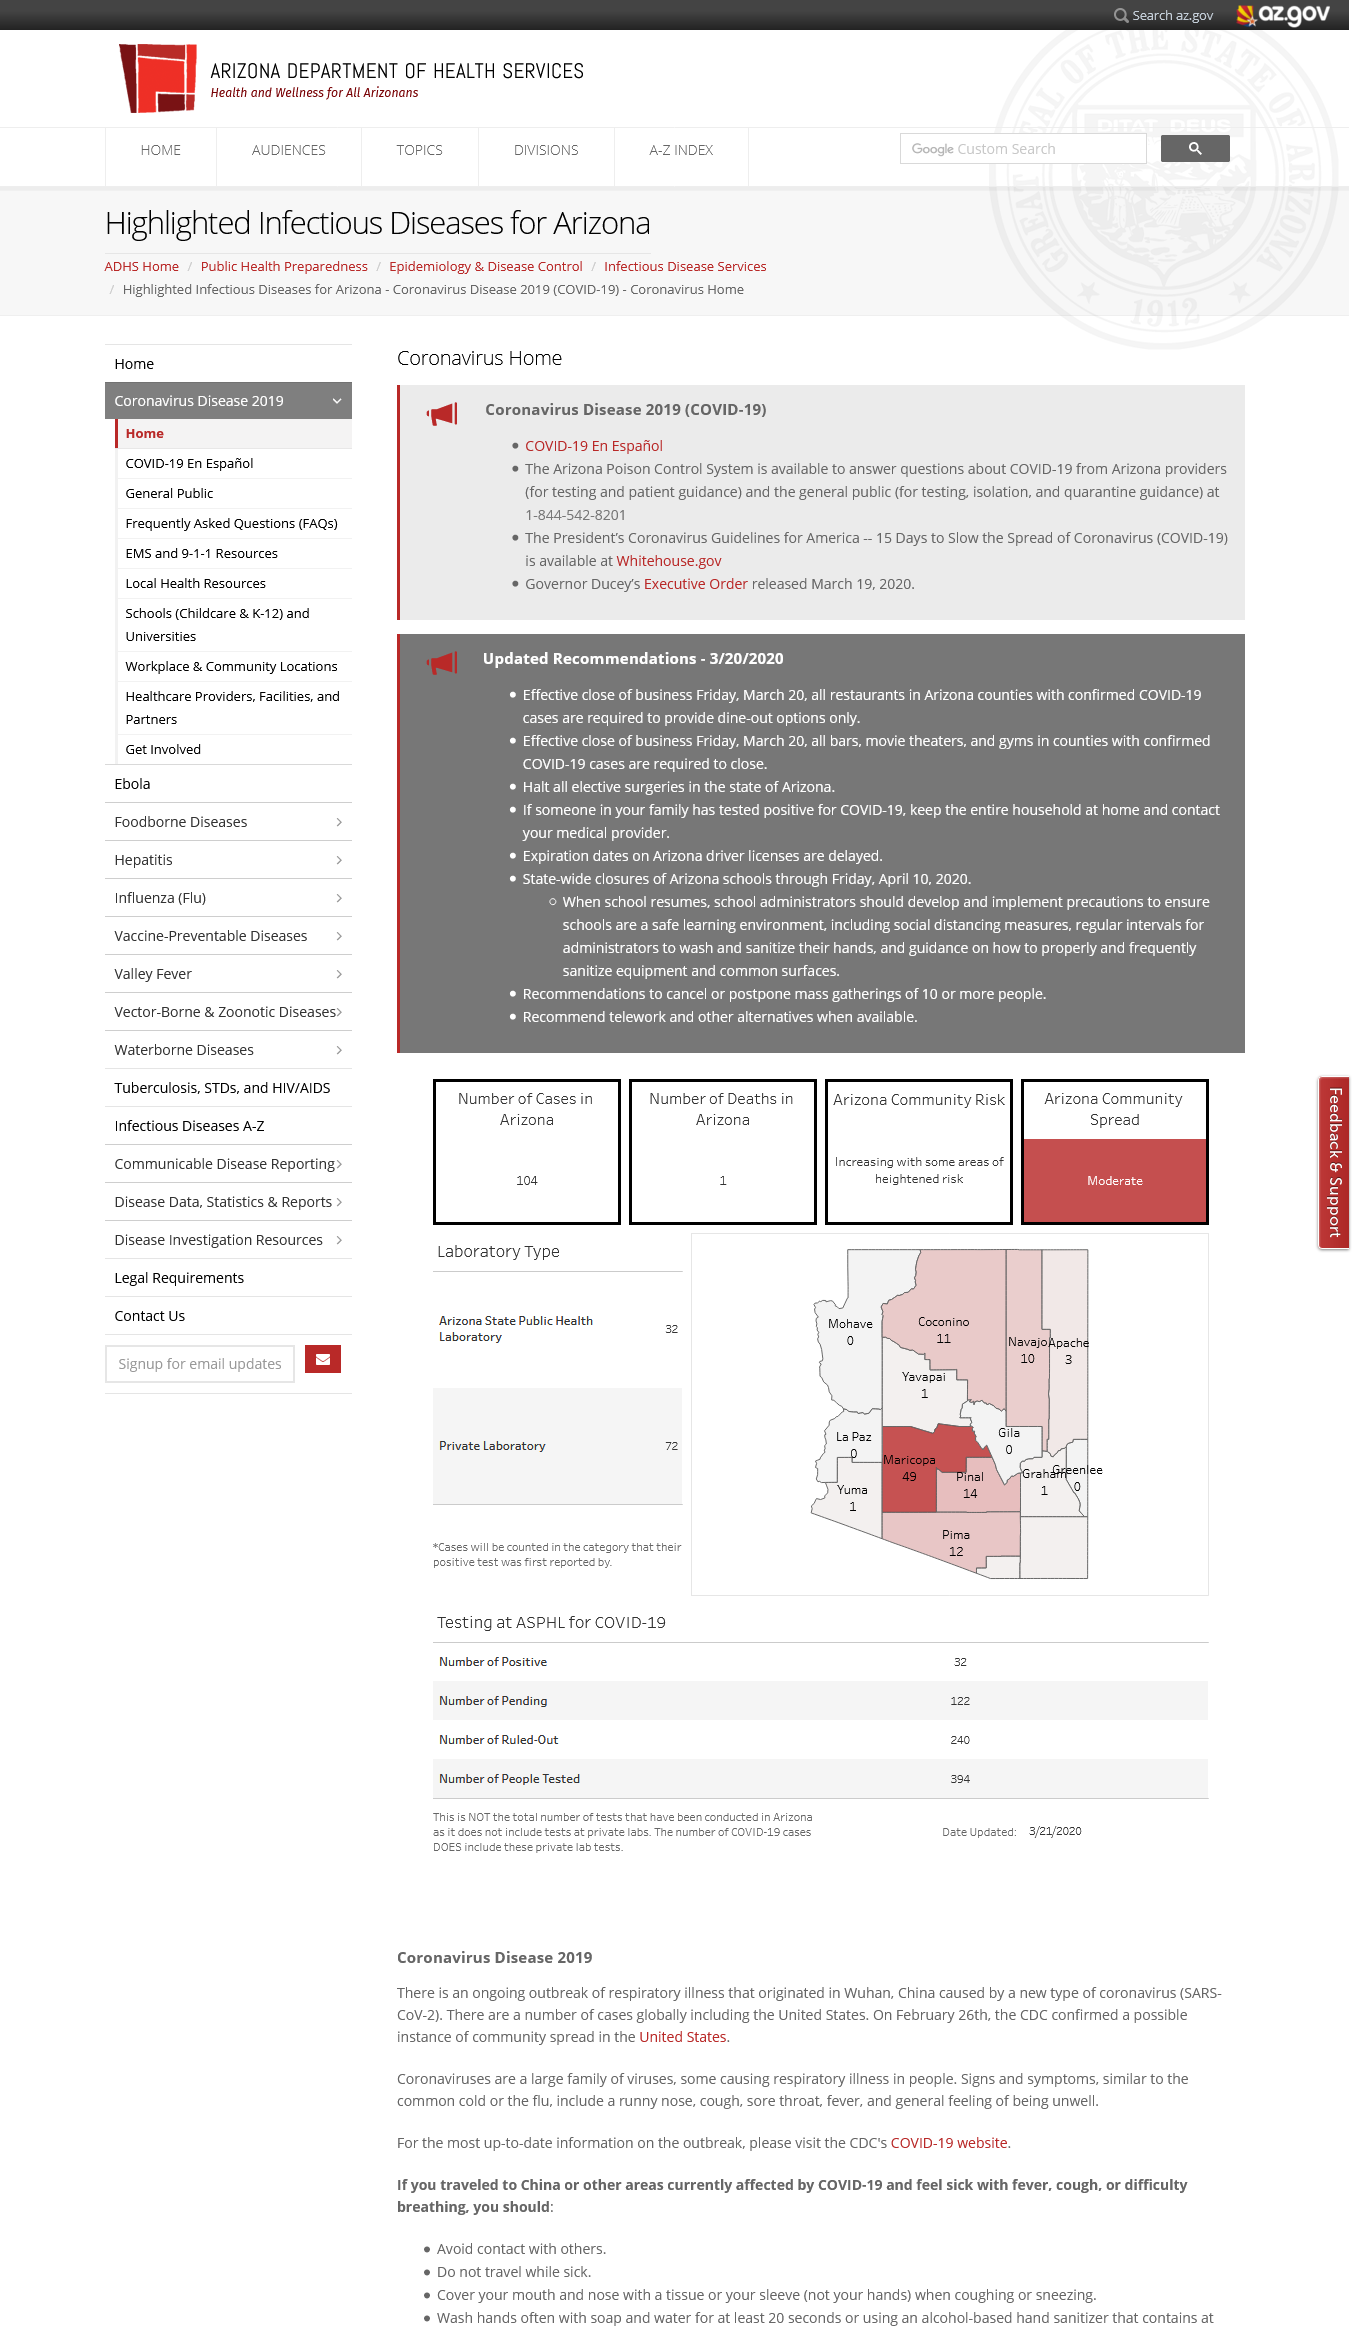 Search az.gov
az.gov
ARIZONA DEPARTMENT OF HEALTH SERVICES
Health and Wellness for All Arizonans
GREAT SEAL OF THE STATE OF ARIZONA
DITAT DEUS
1912
HOME
AUDIENCES
TOPICS
DIVISIONS
A-Z INDEX
Google Custom Search
Highlighted Infectious Diseases for Arizona
ADHS Home / Public Health Preparedness / Epidemiology & Disease Control / Infectious Disease Services
/ Highlighted Infectious Diseases for Arizona - Coronavirus Disease 2019 (COVID-19) - Coronavirus Home
Home
Coronavirus Disease 2019
Home
COVID-19 En Español
General Public
Frequently Asked Questions (FAQs)
EMS and 9-1-1 Resources
Local Health Resources
Schools (Childcare & K-12) and
Universities
Workplace & Community Locations
Healthcare Providers, Facilities, and
Partners
Get Involved
Ebola
Foodborne Diseases
Hepatitis
Influenza (Flu)
Vaccine-Preventable Diseases
Valley Fever
Vector-Borne & Zoonotic Diseases
Waterborne Diseases
Tuberculosis, STDs, and HIV/AIDS
Infectious Diseases A-Z
Communicable Disease Reporting
Disease Data, Statistics & Reports
Disease Investigation Resources
Legal Requirements
Contact Us
Signup for email updates
Coronavirus Home
Coronavirus Disease 2019 (COVID-19)
• COVID-19 En Español
• The Arizona Poison Control System is available to answer questions about COVID-19 from Arizona providers
(for testing and patient guidance) and the general public (for testing, isolation, and quarantine guidance) at
1-844-542-8201
• The President's Coronavirus Guidelines for America -- 15 Days to Slow the Spread of Coronavirus (COVID-19)
is available at Whitehouse.gov
• Governor Ducey's Executive Order released March 19, 2020.
Updated Recommendations - 3/20/2020
• Effective close of business Friday, March 20, all restaurants in Arizona counties with confirmed COVID-19
cases are required to provide dine-out options only.
• Effective close of business Friday, March 20, all bars, movie theaters, and gyms in counties with confirmed
COVID-19 cases are required to close.
• Halt all elective surgeries in the state of Arizona.
• If someone in your family has tested positive for COVID-19, keep the entire household at home and contact
your medical provider.
• Expiration dates on Arizona driver licenses are delayed.
• State-wide closures of Arizona schools through Friday, April 10, 2020.
○ When school resumes, school administrators should develop and implement precautions to ensure
schools are a safe learning environment, including social distancing measures, regular intervals for
administrators to wash and sanitize their hands, and guidance on how to properly and frequently
sanitize equipment and common surfaces.
• Recommendations to cancel or postpone mass gatherings of 10 or more people.
• Recommend telework and other alternatives when available.
Number of Cases in
Arizona
104
Number of Deaths in
Arizona
1
Arizona Community Risk
Increasing with some areas of
heightened risk
Arizona Community
Spread
Moderate
Feedback & Support
Laboratory Type
Arizona State Public Health
Laboratory
32
Private Laboratory
72
*Cases will be counted in the category that their
positive test was first reported by.
Mohave
0
Coconino
11
Navajo
10
Apache
3
Yavapai
1
La Paz
0
Gila
0
Maricopa
49
Pinal
14
Graham
1
Greenlee
0
Yuma
1
Pima
12
Testing at ASPHL for COVID-19
Number of Positive 32
Number of Pending 122
Number of Ruled-Out 240
Number of People Tested 394
This is NOT the total number of tests that have been conducted in Arizona
as it does not include tests at private labs. The number of COVID-19 cases
DOES include these private lab tests.
Date Updated: 3/21/2020
Coronavirus Disease 2019
There is an ongoing outbreak of respiratory illness that originated in Wuhan, China caused by a new type of coronavirus (SARS-
CoV-2). There are a number of cases globally including the United States. On February 26th, the CDC confirmed a possible
instance of community spread in the United States.
Coronaviruses are a large family of viruses, some causing respiratory illness in people. Signs and symptoms, similar to the
common cold or the flu, include a runny nose, cough, sore throat, fever, and general feeling of being unwell.
For the most up-to-date information on the outbreak, please visit the CDC's COVID-19 website.
If you traveled to China or other areas currently affected by COVID-19 and feel sick with fever, cough, or difficulty
breathing, you should:
• Avoid contact with others.
• Do not travel while sick.
• Cover your mouth and nose with a tissue or your sleeve (not your hands) when coughing or sneezing.
• Wash hands often with soap and water for at least 20 seconds or using an alcohol-based hand sanitizer that contains at